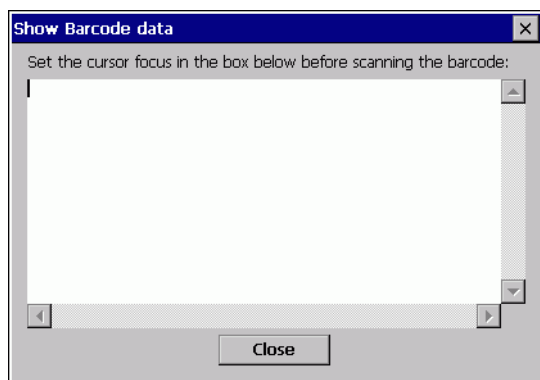 Show Barcode data
Set the cursor focus in the box below before scanning the barcode:
Close